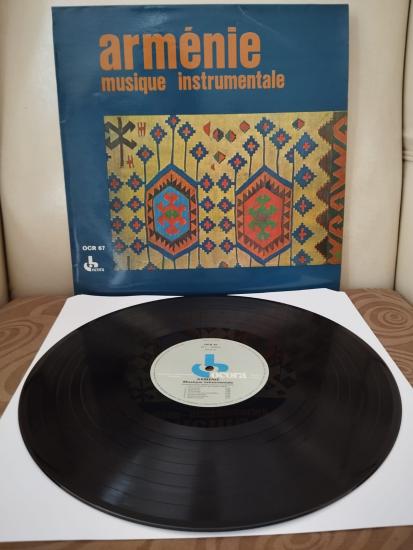 arménie
musique instrumentale
OCR 67
ocora
OCR 67
ocora
ARMÉNIE
Musique instrumentale